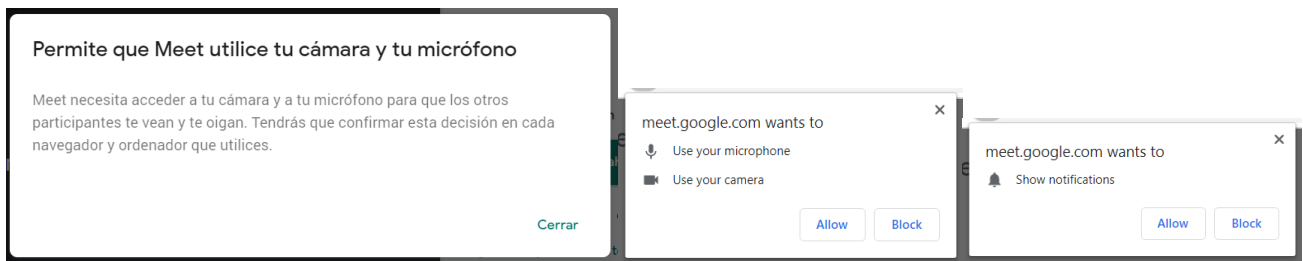 Permite que Meet utilice tu cámara y tu micrófono
Meet necesita acceder a tu cámara y a tu micrófono para que los otros
participantes te vean y te oigan. Tendrás que confirmar esta decisión en cada
navegador y ordenador que utilices.
Cerrar
meet.google.com wants to
Use your microphone
Use your camera
Allow Block
meet.google.com wants to
Show notifications
Allow Block